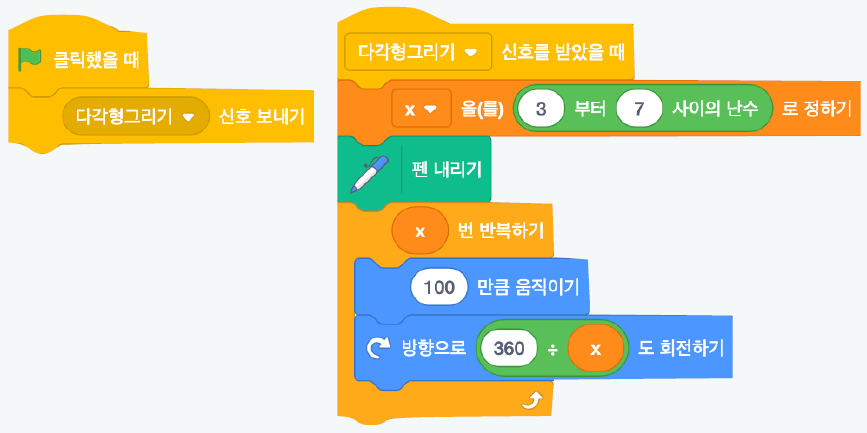 클릭했을 때
다각형그리기 신호 보내기
다각형그리기 신호를 받았을 때
x 을(를) 3 부터 7 사이의 난수 로 정하기
펜 내리기
x 번 반복하기
100 만큼 움직이기
방향으로 360 ÷ x 도 회전하기